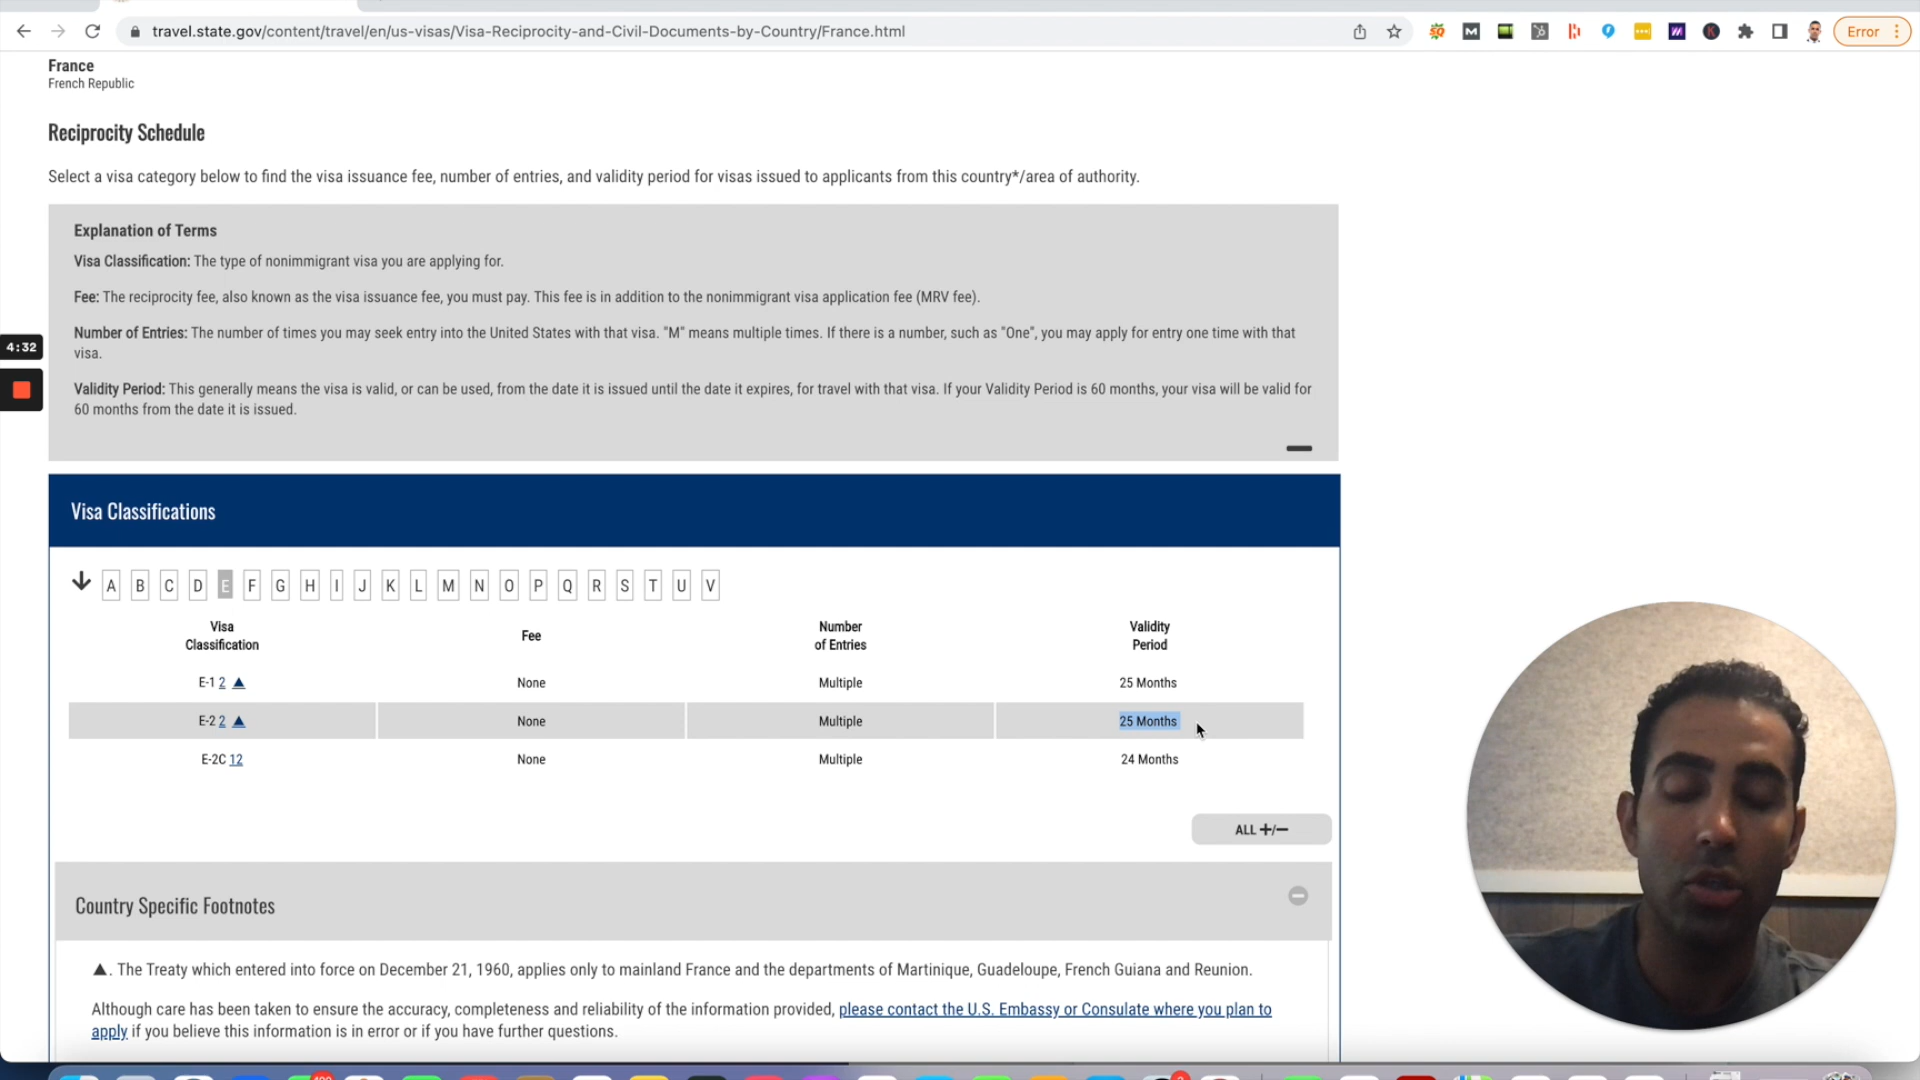 travel.state.gov/content/travel/en/us-visas/Visa-Reciprocity-and-Civil-Documents-by-Country/France.html
Error
France
French Republic
Reciprocity Schedule
Select a visa category below to find the visa issuance fee, number of entries, and validity period for visas issued to applicants from this country*/area of authority.
Explanation of Terms
Visa Classification: The type of nonimmigrant visa you are applying for.
Fee: The reciprocity fee, also known as the visa issuance fee, you must pay. This fee is in addition to the nonimmigrant visa application fee (MRV fee).
Number of Entries: The number of times you may seek entry into the United States with that visa. "M" means multiple times. If there is a number, such as "One", you may apply for entry one time with that
visa.
4:32
Validity Period: This generally means the visa is valid, or can be used, from the date it is issued until the date it expires, for travel with that visa. If your Validity Period is 60 months, your visa will be valid for
60 months from the date it is issued.
Visa Classifications
A B C D E F G H I J K L M N O P Q R S T U V
Visa
Classification
Fee
Number
of Entries
Validity
Period
E-1 2 ▲ None Multiple 25 Months
E-2 2 ▲ None Multiple 25 Months
E-2C 12 None Multiple 24 Months
ALL +/−
Country Specific Footnotes
▲. The Treaty which entered into force on December 21, 1960, applies only to mainland France and the departments of Martinique, Guadeloupe, French Guiana and Reunion.
Although care has been taken to ensure the accuracy, completeness and reliability of the information provided, please contact the U.S. Embassy or Consulate where you plan to
apply if you believe this information is in error or if you have further questions.